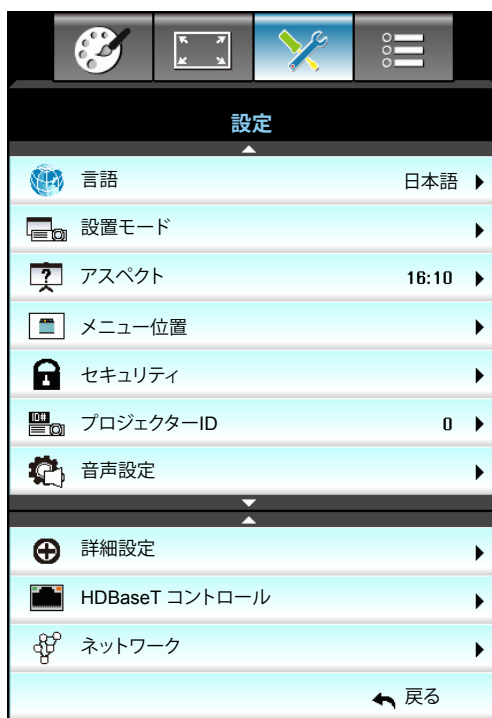 設定
言語 日本語
設置モード
アスペクト 16:10
?
メニュー位置
セキュリティ
ID#
プロジェクターID 0
音声設定
詳細設定
HDBaseT コントロール
ネットワーク
戻る